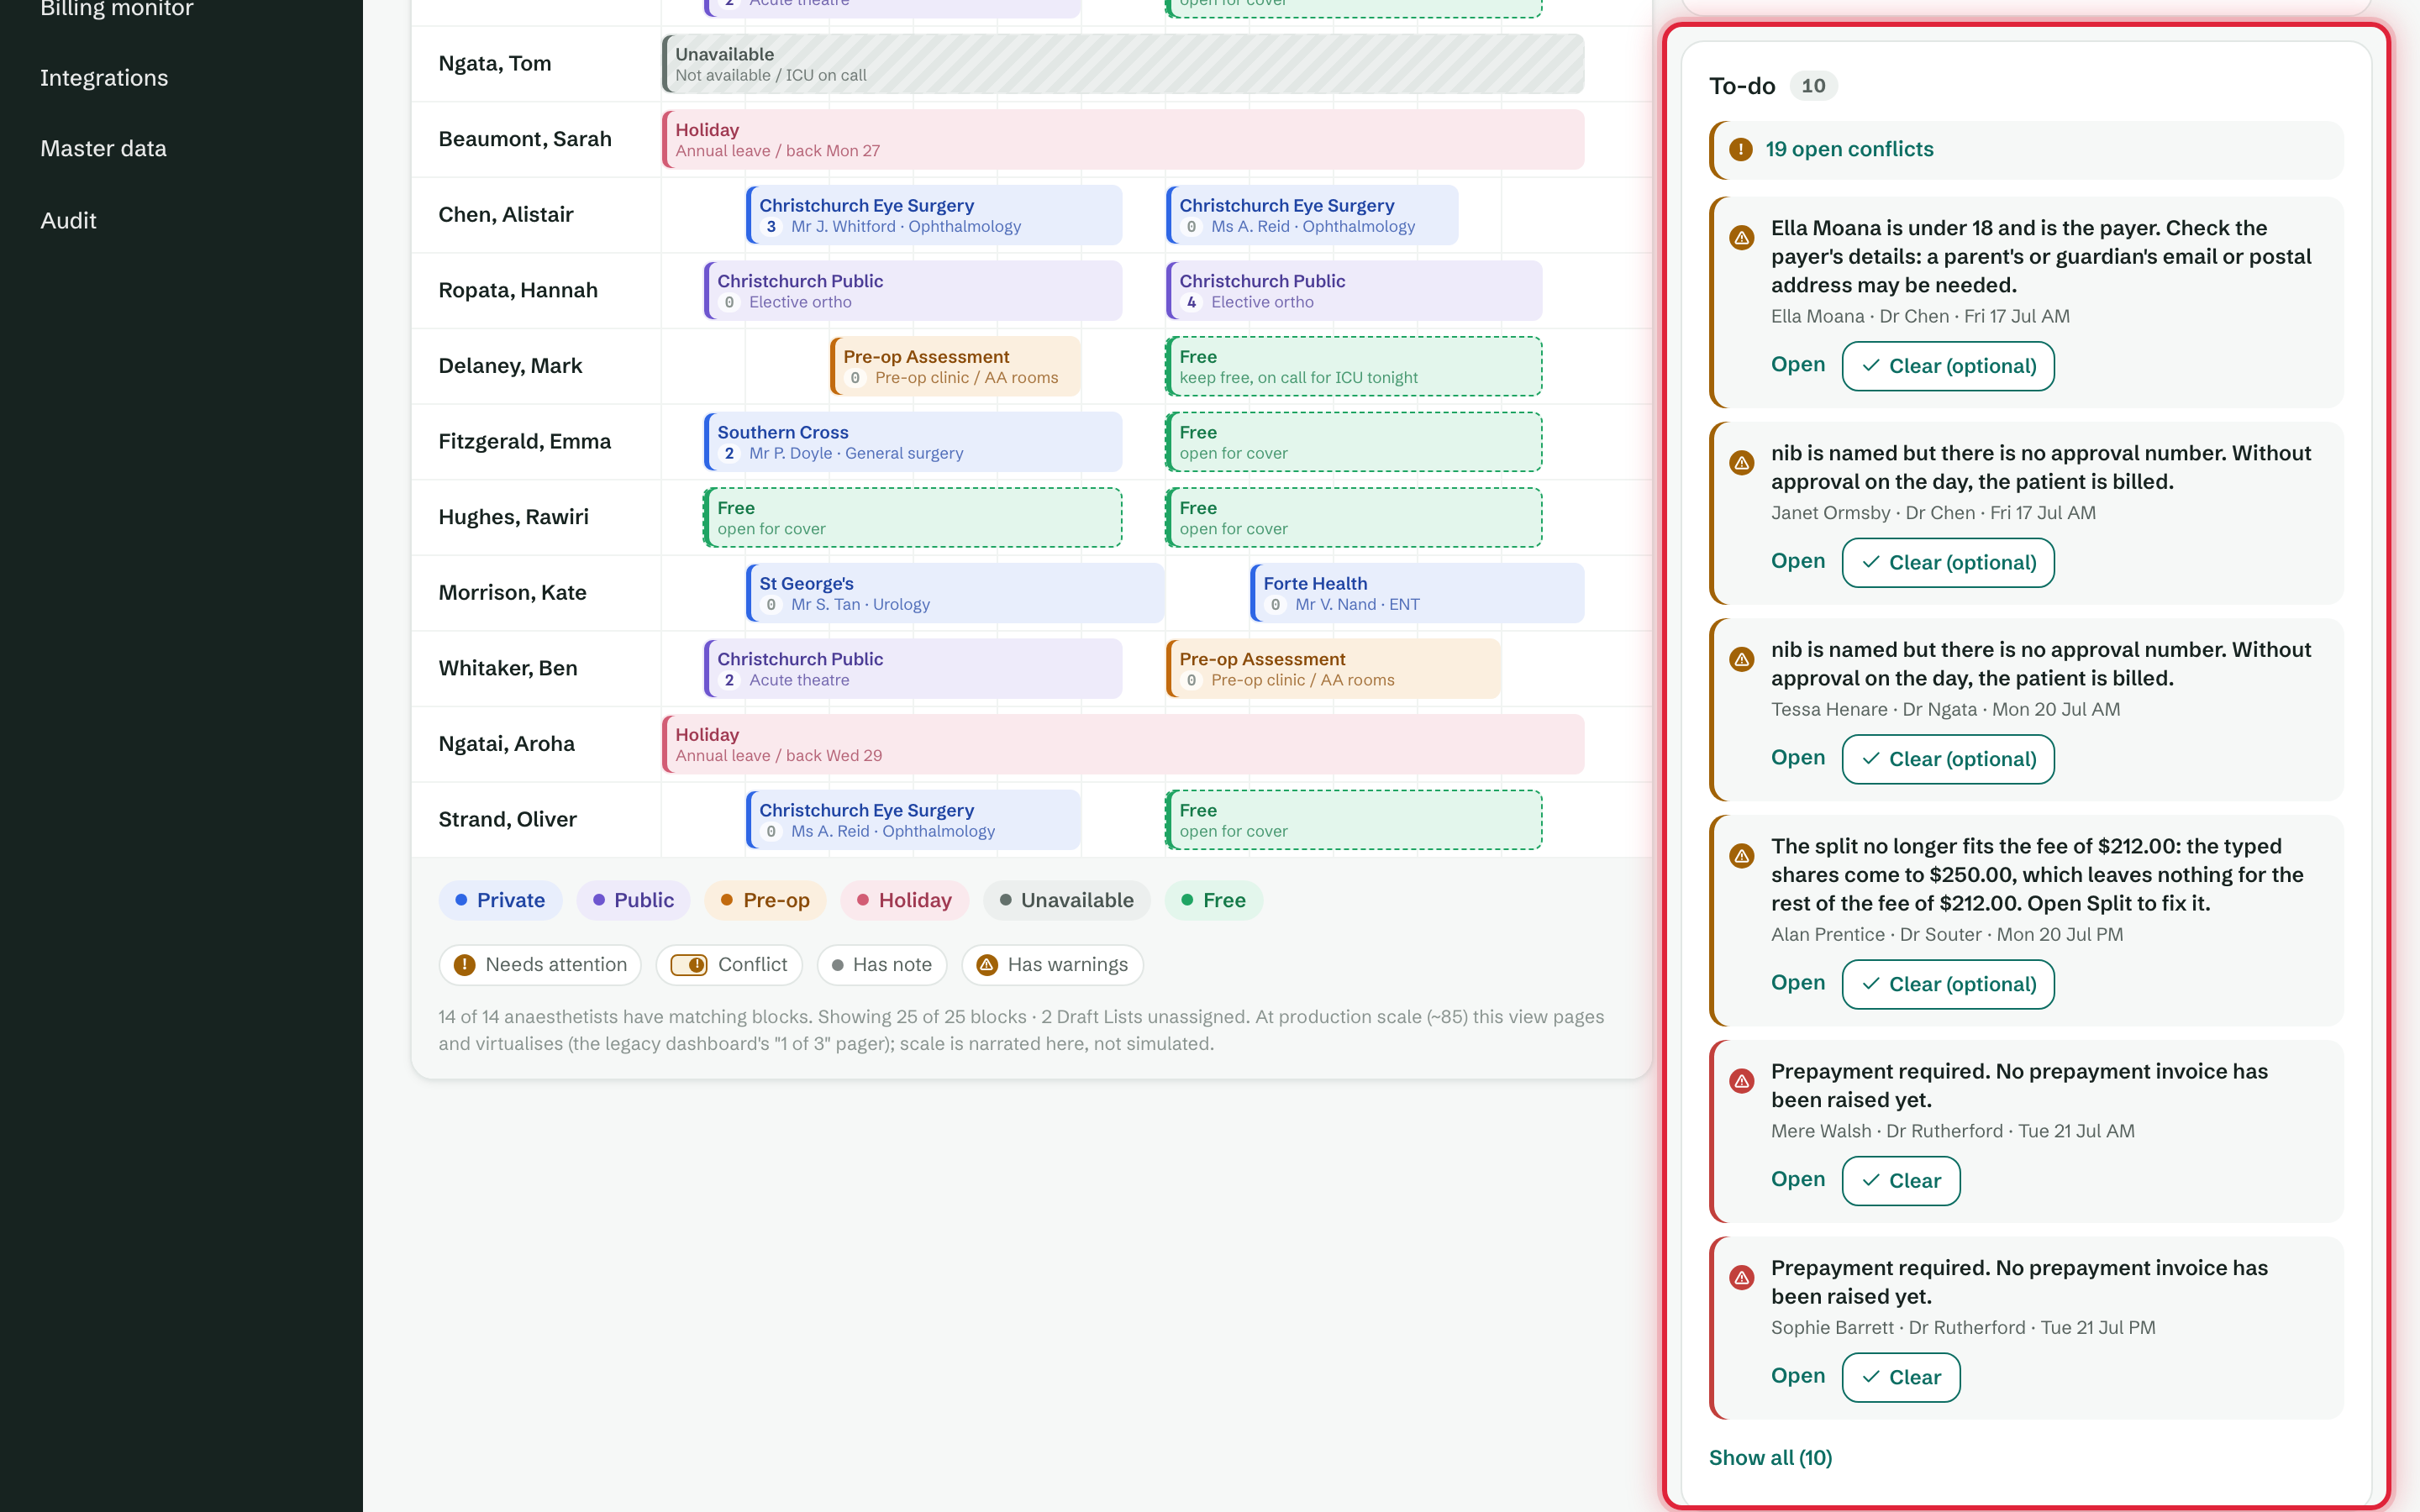 Billing monitor
Integrations
Master data
Audit
2 Acute theatre
open for cover
Ngata, Tom
Unavailable
Not available / ICU on call
Beaumont, Sarah
Holiday
Annual leave / back Mon 27
Chen, Alistair
Christchurch Eye Surgery
3 Mr J. Whitford · Ophthalmology
Christchurch Eye Surgery
0 Ms A. Reid · Ophthalmology
Ropata, Hannah
Christchurch Public
0 Elective ortho
Christchurch Public
4 Elective ortho
Delaney, Mark
Pre-op Assessment
0 Pre-op clinic / AA rooms
Free
keep free, on call for ICU tonight
Fitzgerald, Emma
Southern Cross
2 Mr P. Doyle · General surgery
Free
open for cover
Hughes, Rawiri
Free
open for cover
Free
open for cover
Morrison, Kate
St George's
0 Mr S. Tan · Urology
Forte Health
0 Mr V. Nand · ENT
Whitaker, Ben
Christchurch Public
2 Acute theatre
Pre-op Assessment
0 Pre-op clinic / AA rooms
Ngatai, Aroha
Holiday
Annual leave / back Wed 29
Strand, Oliver
Christchurch Eye Surgery
0 Ms A. Reid · Ophthalmology
Free
open for cover
Private
Public
Pre-op
Holiday
Unavailable
Free
Needs attention
Conflict
Has note
Has warnings
14 of 14 anaesthetists have matching blocks. Showing 25 of 25 blocks · 2 Draft Lists unassigned. At production scale (~85) this view pages
and virtualises (the legacy dashboard's "1 of 3" pager); scale is narrated here, not simulated.
To-do 10
19 open conflicts
Ella Moana is under 18 and is the payer. Check the
payer's details: a parent's or guardian's email or postal
address may be needed.
Ella Moana · Dr Chen · Fri 17 Jul AM
Open
Clear (optional)
nib is named but there is no approval number. Without
approval on the day, the patient is billed.
Janet Ormsby · Dr Chen · Fri 17 Jul AM
Open
Clear (optional)
nib is named but there is no approval number. Without
approval on the day, the patient is billed.
Tessa Henare · Dr Ngata · Mon 20 Jul AM
Open
Clear (optional)
The split no longer fits the fee of $212.00: the typed
shares come to $250.00, which leaves nothing for the
rest of the fee of $212.00. Open Split to fix it.
Alan Prentice · Dr Souter · Mon 20 Jul PM
Open
Clear (optional)
Prepayment required. No prepayment invoice has
been raised yet.
Mere Walsh · Dr Rutherford · Tue 21 Jul AM
Open
Clear
Prepayment required. No prepayment invoice has
been raised yet.
Sophie Barrett · Dr Rutherford · Tue 21 Jul PM
Open
Clear
Show all (10)